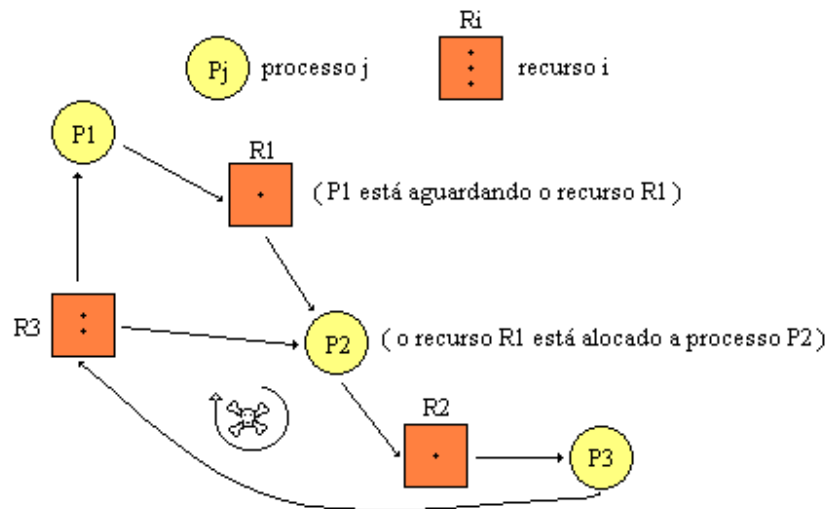 Ri
Pj processo j
recurso i
P1
R1
( P1 está aguardando o recurso R1 )
R3
P2
( o recurso R1 está alocado a processo P2)
R2
P3